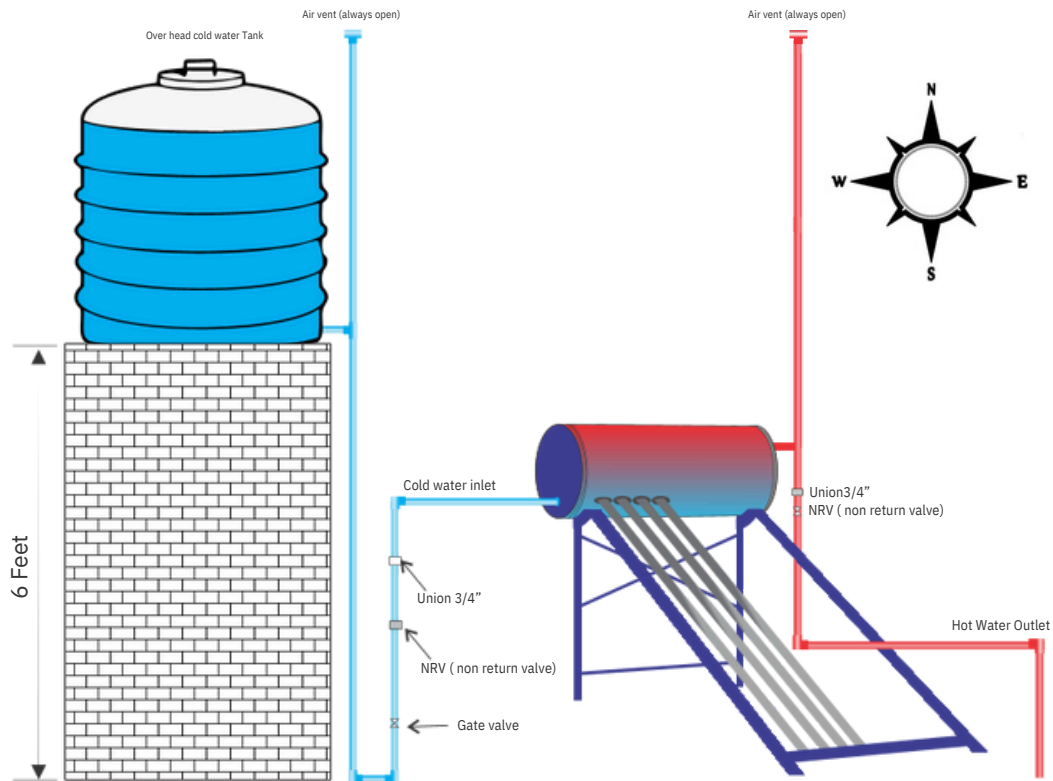 Air vent (always open)
Air vent (always open)
Over head cold water Tank
N
W
E
S
6 Feet
Cold water inlet
Union 3/4”
NRV ( non return valve)
Gate valve
Union3/4”
NRV ( non return valve)
Hot Water Outlet